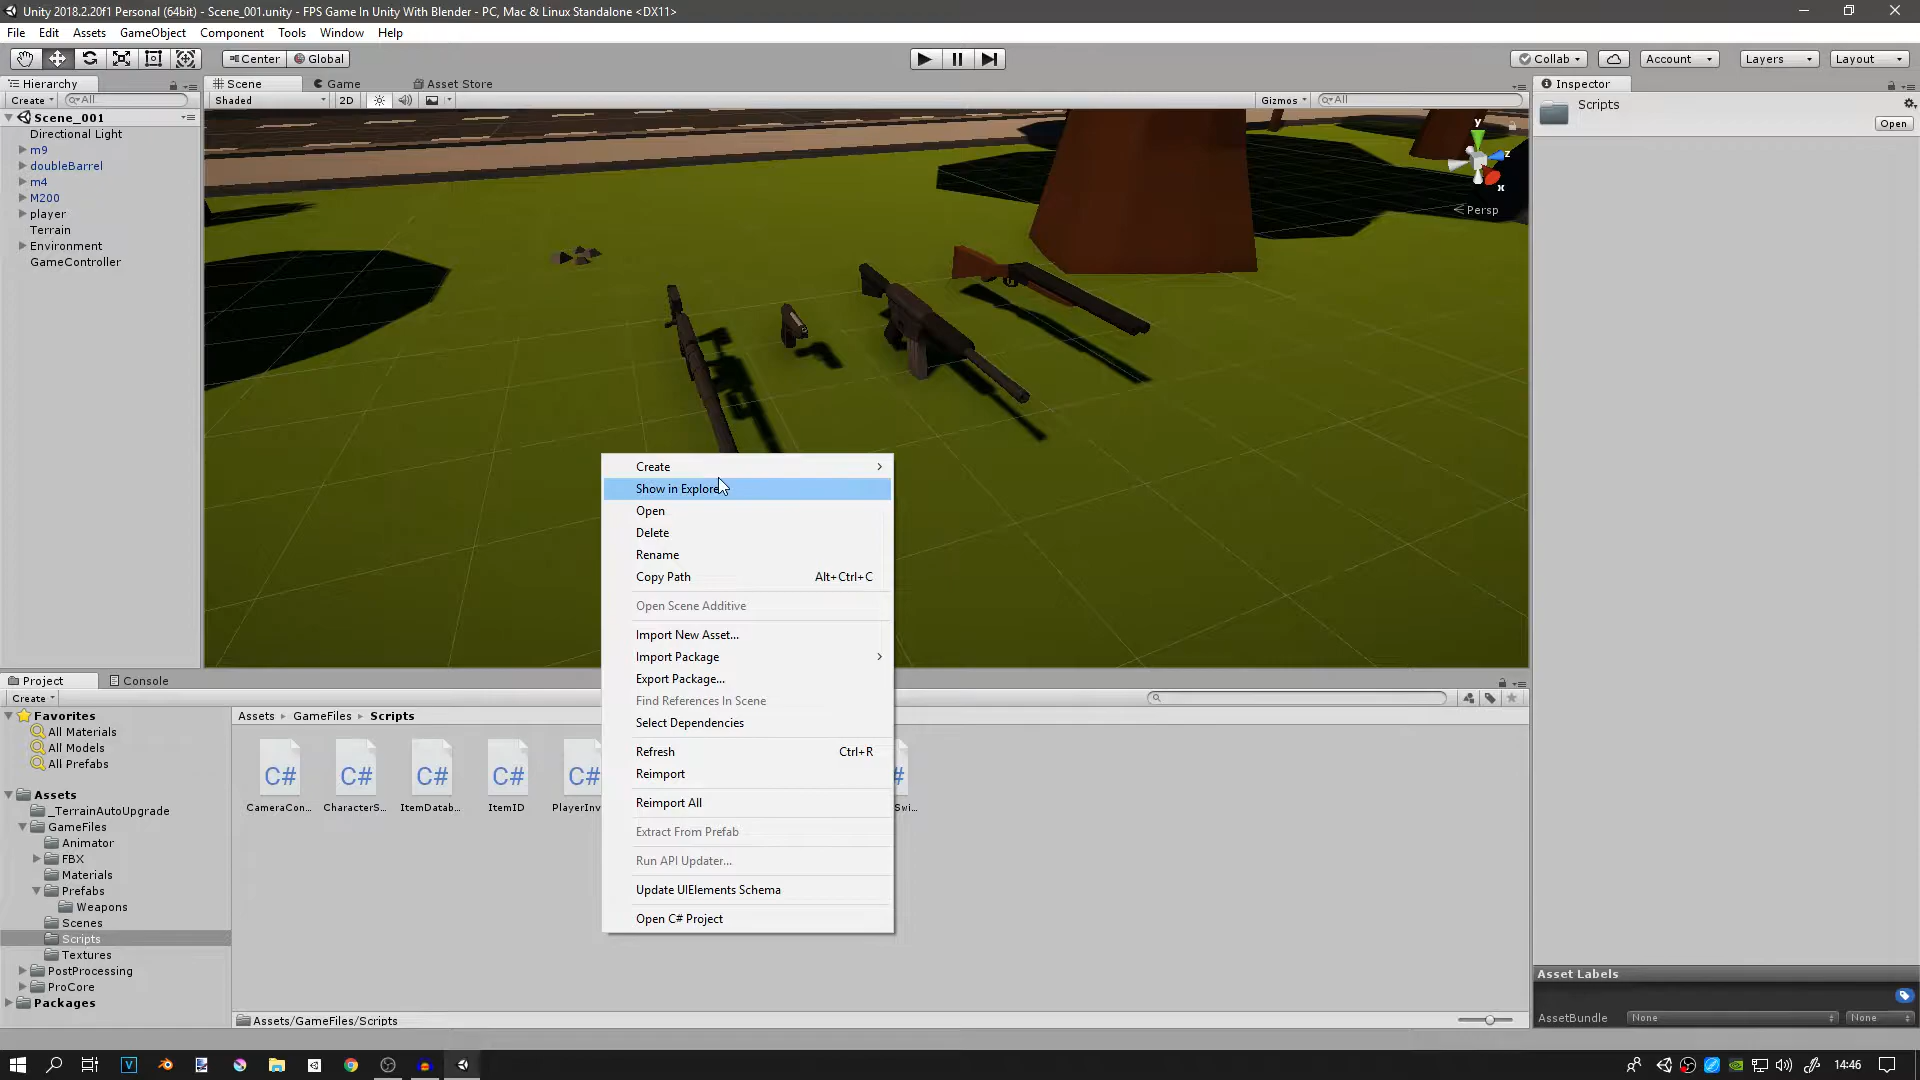 Unity 2018.2.20f1 Personal (64bit) - Scene_001.unity - FPS Game In Unity With Blender - PC, Mac & Linux Standalone <DX11>
File Edit Assets GameObject Tools Component Window Help
Center Global Collab Account Layers Layout
Hierarchy
Create All
Scene_001
Directional Light
m9
doubleBarrel
m4
M200
player
Terrain
Environment
GameController
Scene Game Asset Store
Shaded 2D Gizmos All
y
z
x
Persp
Inspector
Scripts
Open
Create
Show in Explore
Open
Delete
Rename
Copy Path Alt+Ctrl+C
Open Scene Additive
Import New Asset...
Import Package
Export Package...
Find References In Scene
Select Dependencies
Refresh Ctrl+R
Reimport
Reimport All
Extract From Prefab
Run API Updater...
Update UIElements Schema
Open C# Project
Project Console
Create
Favorites
All Materials
All Models
All Prefabs
Assets
_TerrainAutoUpgrade
GameFiles
Animator
FBX
Materials
Prefabs
Weapons
Scenes
Scripts
Textures
PostProcessing
ProCore
Packages
Assets GameFiles Scripts
C# C# C# C# C# #
CameraCon... CharacterS... ItemDatab... ItemID PlayerInv Swi...
Assets/GameFiles/Scripts
Asset Labels
AssetBundle None None
14:46